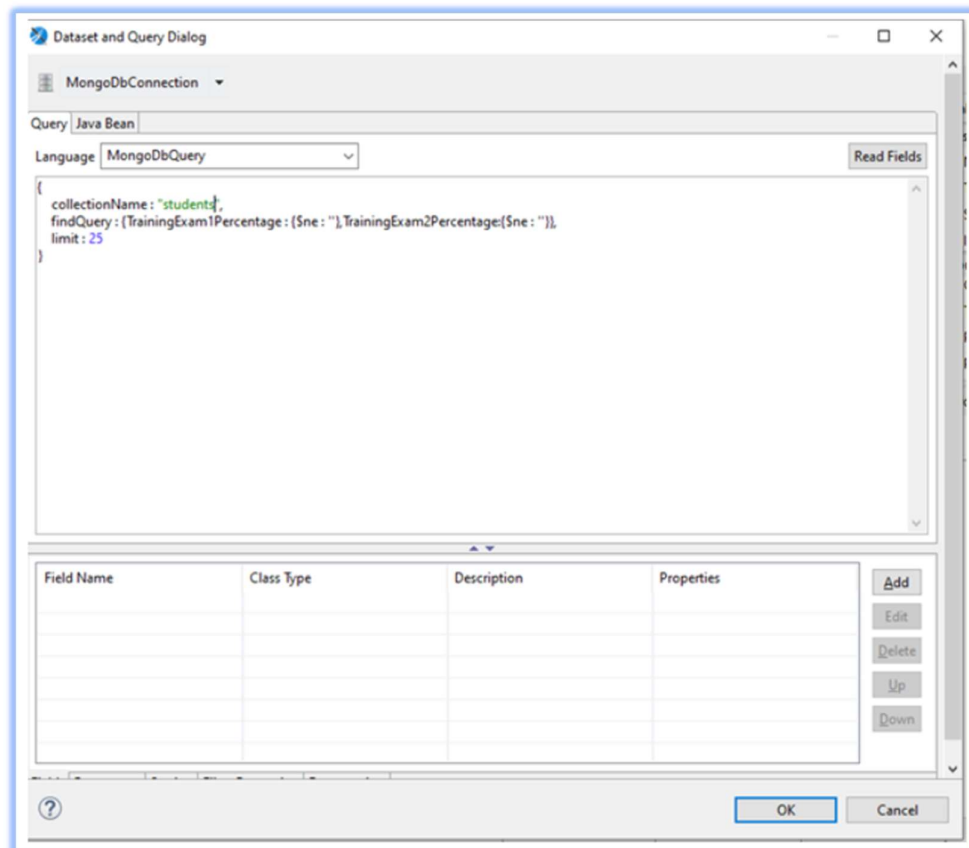 Dataset and Query Dialog
MongoDbConnection
Query Java Bean
Language MongoDbQuery Read Fields
{
collectionName : "students",
findQuery : {TrainingExam1Percentage : {$ne : ''},TrainingExam2Percentage:{$ne : ''}},
limit : 25
}
Field Name Class Type Description Properties
Add
Edit
Delete
Up
Down
OK Cancel